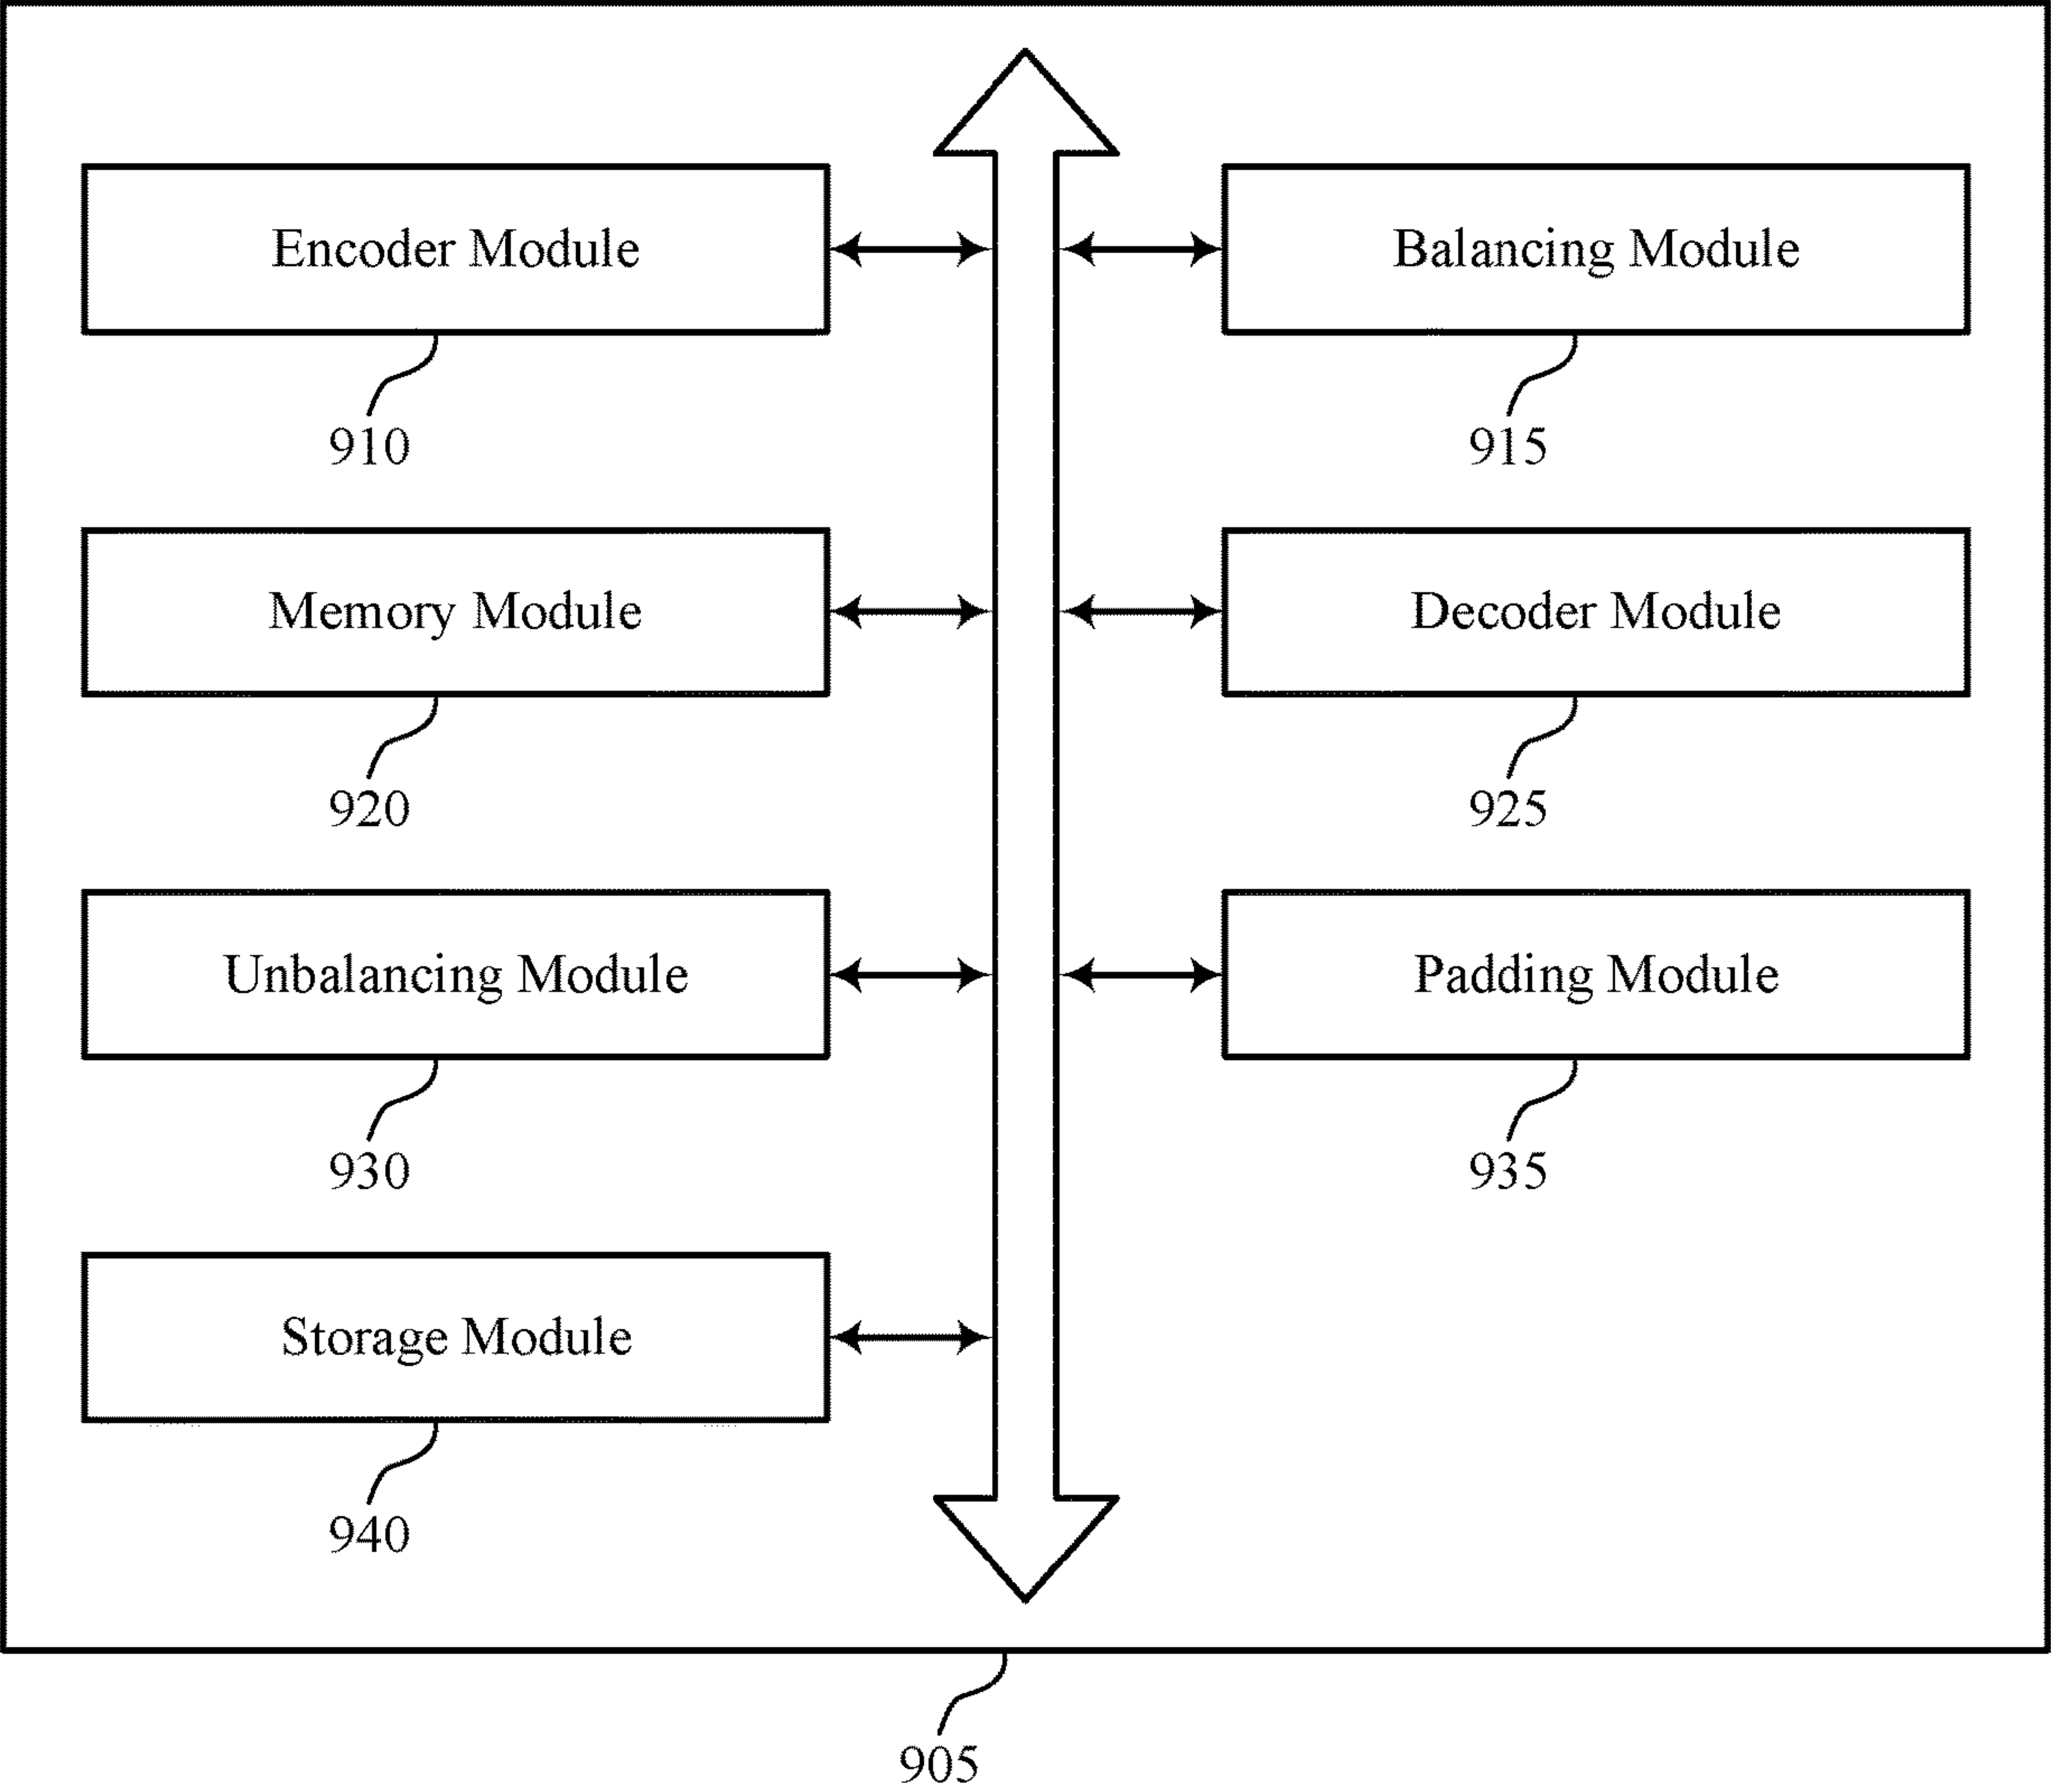 Encoder Module
Balancing Module
910
915
Memory Module
Decoder Module
920
925
Unbalancing Module
Padding Module
930
935
Storage Module
940
905